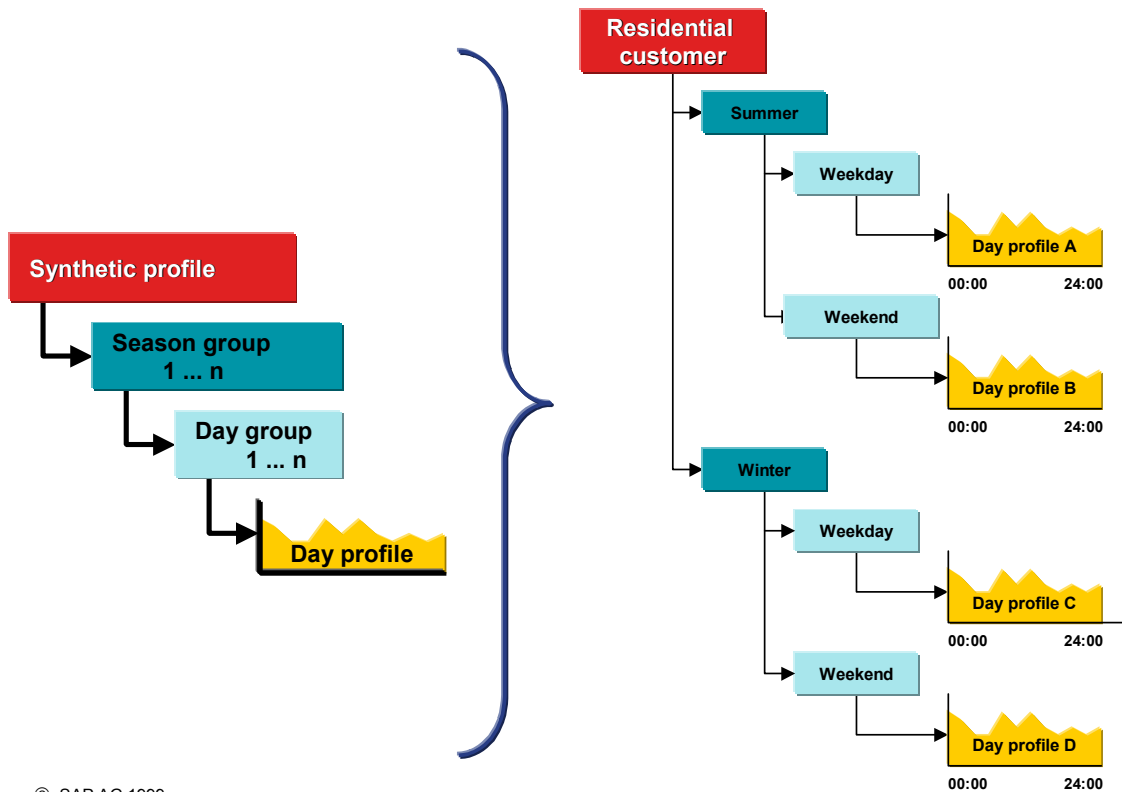 Synthetic profile
Season group
1 ... n
Day group
1 ... n
Day profile
Residential
customer
Summer
Weekday
Day profile A
00:00 24:00
Weekend
Day profile B
00:00 24:00
Winter
Weekday
Day profile C
00:00 24:00
Weekend
Day profile D
00:00 24:00